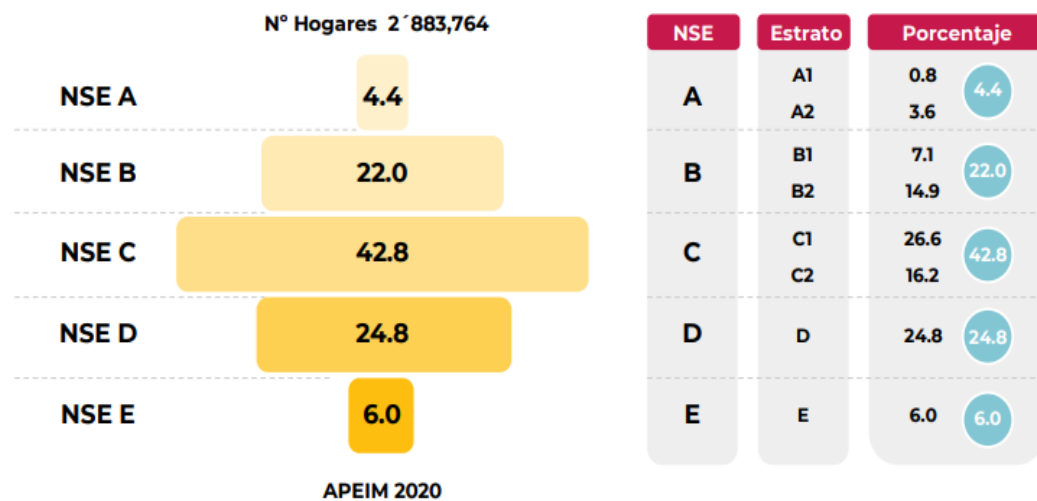 N° Hogares 2´883,764
NSE A 4.4
NSE B 22.0
NSE C 42.8
NSE D 24.8
NSE E 6.0
APEIM 2020
NSE Estrato Porcentaje
A A1 0.8 4.4
A2 3.6
B B1 7.1 22.0
B2 14.9
C C1 26.6 42.8
C2 16.2
D D 24.8 24.8
E E 6.0 6.0